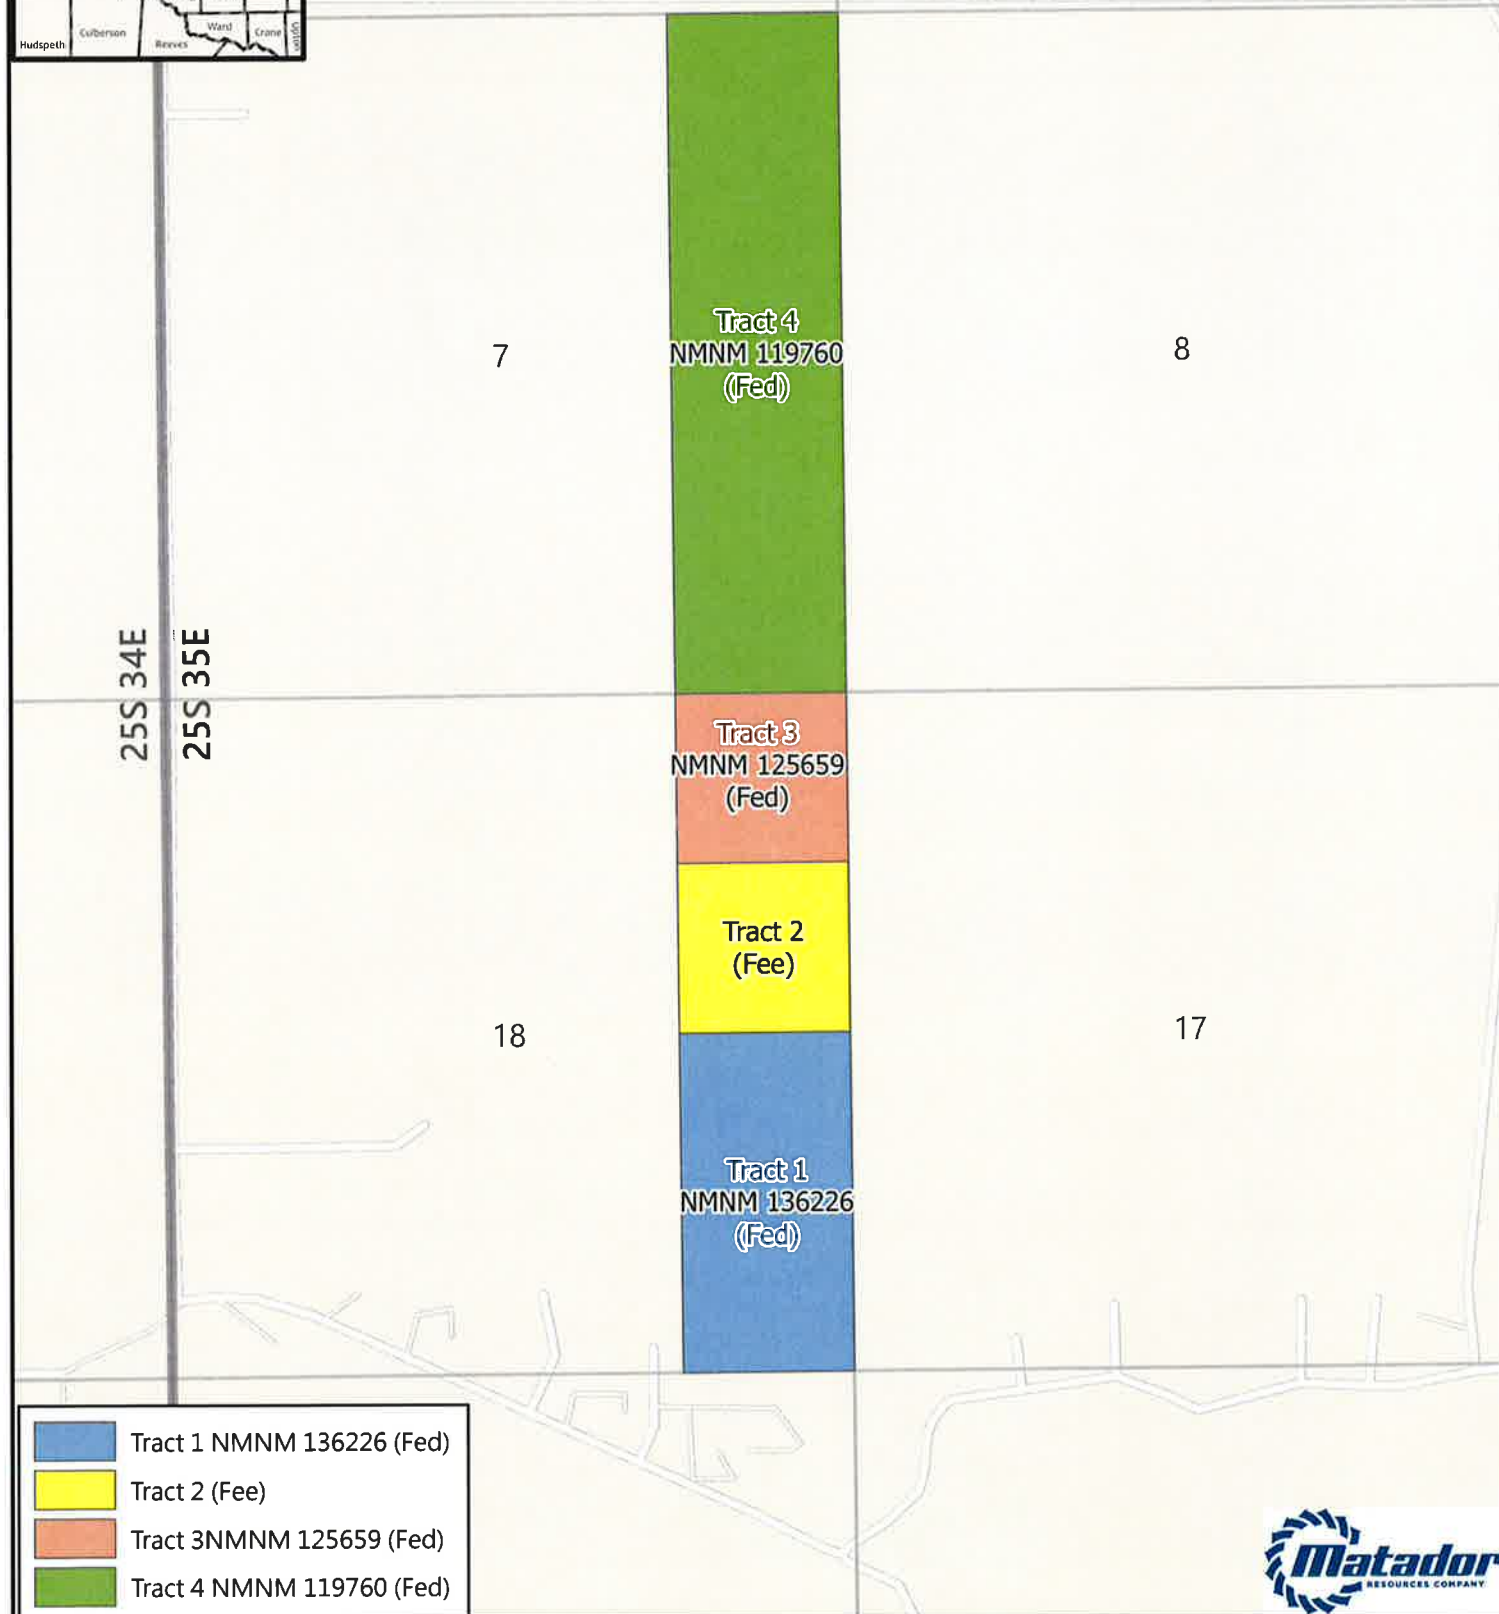 Culberson
Ward
Crane
Upton
Hudspeth
Reeves
Tract 4
NMNM 119760
(Fed)
7
8
25S 34E
25S 35E
Tract 3
NMNM 125659
(Fed)
Tract 2
(Fee)
18
17
Tract 1
NMNM 136226
(Fed)
Tract 1 NMNM 136226 (Fed)
Tract 2 (Fee)
Tract 3NMNM 125659 (Fed)
Tract 4 NMNM 119760 (Fed)
Matador
RESOURCES COMPANY